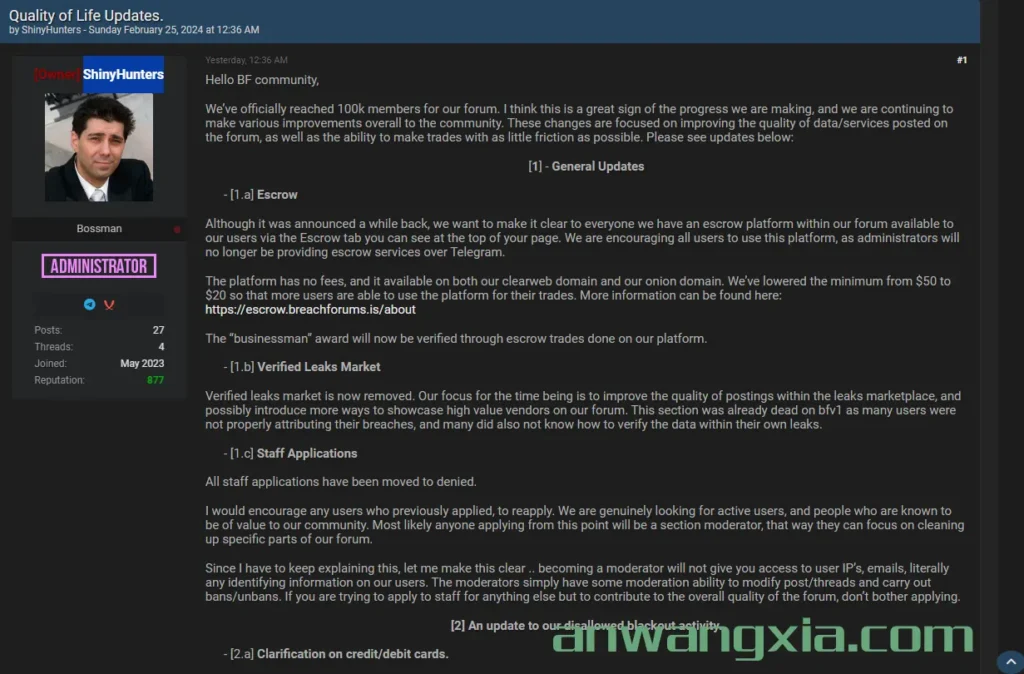 Quality of Life Updates.
by ShinyHunters - Sunday February 25, 2024 at 12:36 AM
[Owner] ShinyHunters
Bossman
ADMINISTRATOR
Posts: 27
Threads: 4
Joined: May 2023
Reputation: 877
Yesterday, 12:36 AM
#1
Hello BF community,
We've officially reached 100k members for our forum. I think this is a great sign of the progress we are making, and we are continuing to
make various improvements overall to the community. These changes are focused on improving the quality of data/services posted on
the forum, as well as the ability to make trades with as little friction as possible. Please see updates below:
[1] - General Updates
- [1.a] Escrow
Although it was announced a while back, we want to make it clear to everyone we have an escrow platform within our forum available to
our users via the Escrow tab you can see at the top of your page. We are encouraging all users to use this platform, as administrators will
no longer be providing escrow services over Telegram.
The platform has no fees, and it available on both our clearweb domain and our onion domain. We've lowered the minimum from $50 to
$20 so that more users are able to use the platform for their trades. More information can be found here:
https://escrow.breachforums.is/about
The "businessman" award will now be verified through escrow trades done on our platform.
- [1.b] Verified Leaks Market
Verified leaks market is now removed. Our focus for the time being is to improve the quality of postings within the leaks marketplace, and
possibly introduce more ways to showcase high value vendors on our forum. This section was already dead on bfv1 as many users were
not properly attributing their breaches, and many did also not know how to verify the data within their own leaks.
- [1.c] Staff Applications
All staff applications have been moved to denied.
I would encourage any users who previously applied, to reapply. We are genuinely looking for active users, and people who are known to
be of value to our community. Most likely anyone applying from this point will be a section moderator, that way they can focus on cleaning
up specific parts of our forum.
Since I have to keep explaining this, let me make this clear .. becoming a moderator will not give you access to user IP's, emails, literally
any identifying information on our users. The moderators simply have some moderation ability to modify post/threads and carry out
bans/unbans. If you are trying to apply to staff for anything else but to contribute to the overall quality of the forum, don't bother applying.
[2] An update to our disallowed blackout activity.
- [2.a] Clarification on credit/debit cards.
anwangxia.com